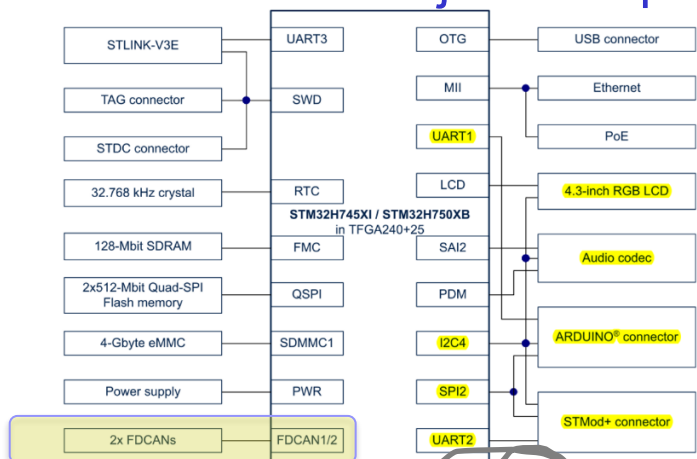 STLINK-V3E
UART3
OTG
USB connector
TAG connector
SWD
MII
Ethernet
STDC connector
UART1
PoE
32.768 kHz crystal
RTC
LCD
4.3-inch RGB LCD
STM32H745XI / STM32H750XB
in TFGA240+25
128-Mbit SDRAM
FMC
SAI2
Audio codec
2x512-Mbit Quad-SPI
Flash memory
QSPI
PDM
4-Gbyte eMMC
SDMMC1
I2C4
ARDUINO® connector
Power supply
PWR
SPI2
STMod+ connector
2x FDCANs
FDCAN1/2
UART2